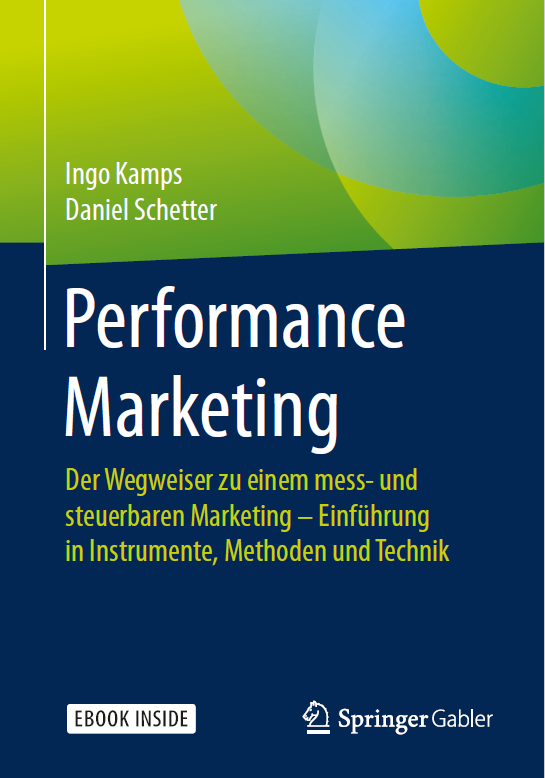 Ingo Kamps
Daniel Schetter
Performance
Marketing
Der Wegweiser zu einem mess- und
steuerbaren Marketing – Einführung
in Instrumente, Methoden und Technik
EBOOK INSIDE
Springer Gabler